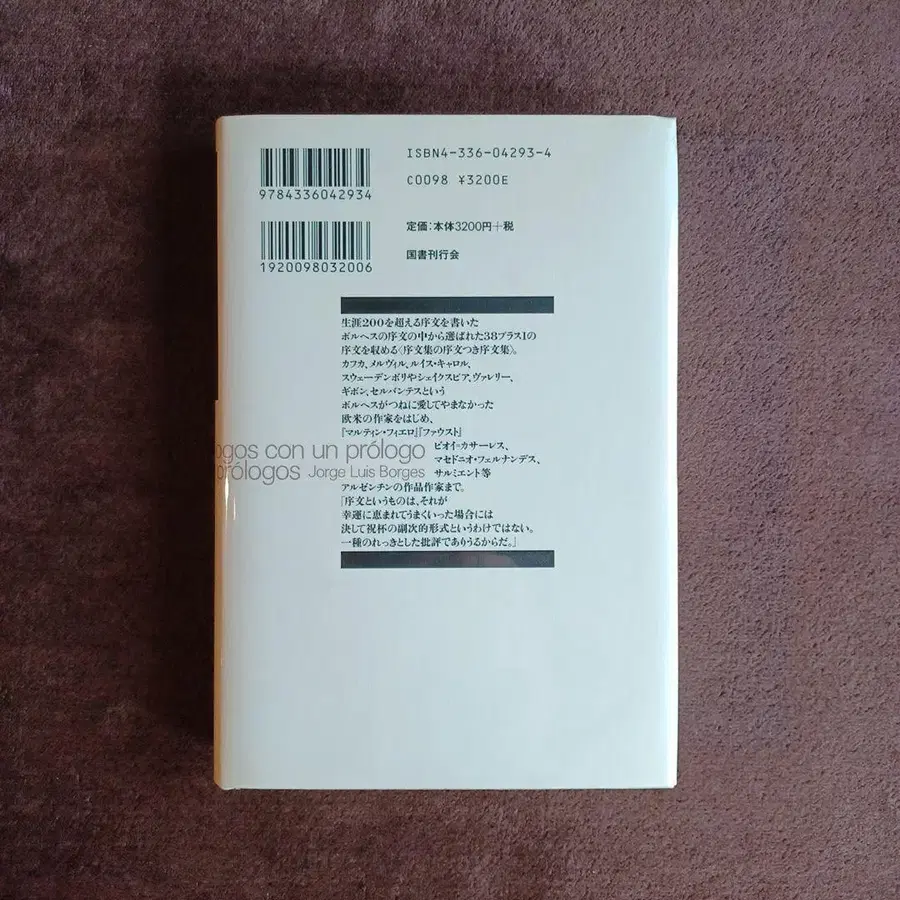 ISBN4-336-04293-4
C0098 ¥3200E
9784336042934
定価:本体3200円+税
1920098032006
国書刊行会
生涯200を超える序文を書いた
ボルヘスの序文の中から選ばれた38プラス1の
序文を収める〈序文集の序文つき序文集〉。
カフカ、メルヴィル、ルイス・キャロル、
スウェーデンボリやシェイクスピア、ヴァレリー、
ギボン、セルバンテスという
ボルヘスがつねに愛してやまなかった
欧米の作家をはじめ、
『マルティン・フィエロ』『ファウスト』
ビオイ=カサーレス、
マセドニオ・フェルナンデス、
サルミエント等
アルゼンチンの作品作家まで。
「序文というものは、それが
幸運に恵まれてうまくいった場合には
決して祝杯の副次的形式というわけではない。
一種のれっきとした批評でありうるからだ。」
ogos con un prólogo
prólogos Jorge Luis Borges